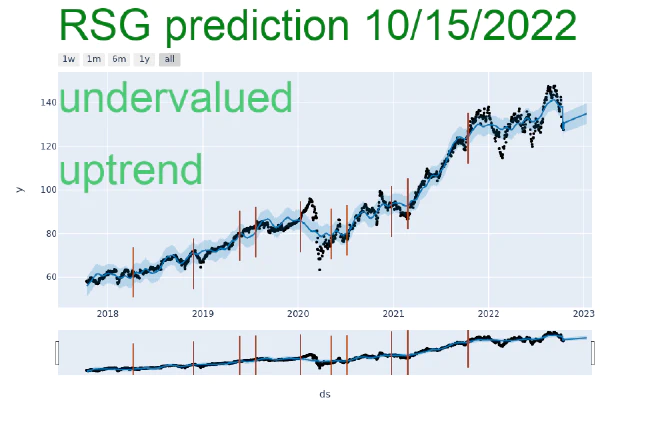 RSG prediction 10/15/2022
1w 1m 6m 1y all
undervalued
uptrend
140
120
100
80
60
y
2018 2019 2020 2021 2022 2023
ds